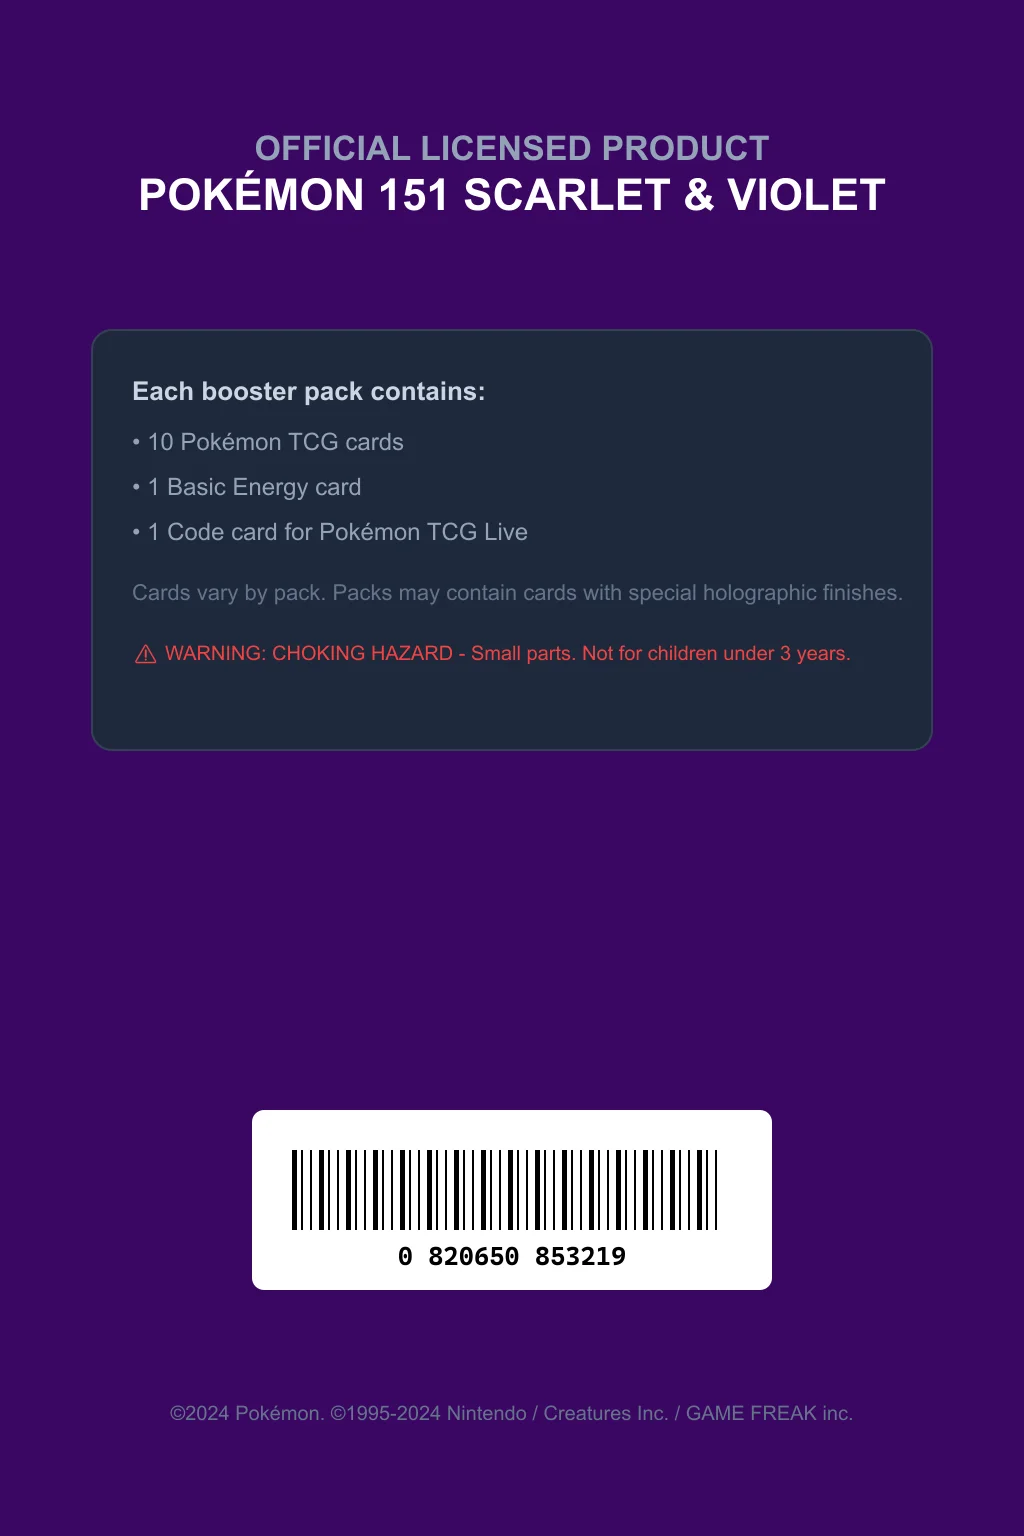 OFFICIAL LICENSED PRODUCT
POKÉMON 151 SCARLET & VIOLET
Each booster pack contains:
• 10 Pokémon TCG cards
• 1 Basic Energy card
• 1 Code card for Pokémon TCG Live
Cards vary by pack. Packs may contain cards with special holographic finishes.
⚠ WARNING: CHOKING HAZARD - Small parts. Not for children under 3 years.
0 820650 853219
©2024 Pokémon. ©1995-2024 Nintendo / Creatures Inc. / GAME FREAK inc.